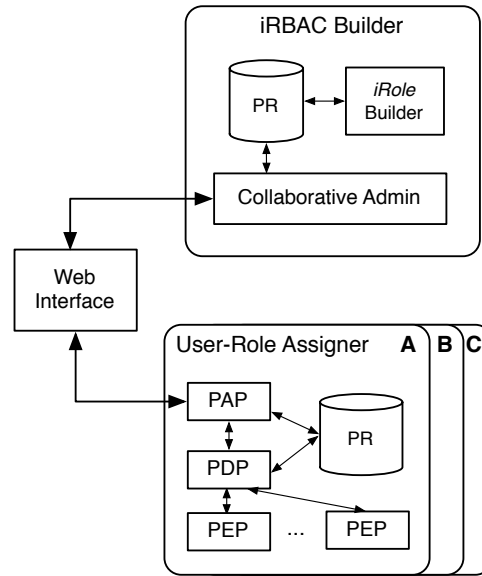 iRBAC Builder
PR
iRole
Builder
Collaborative Admin
Web
Interface
User-Role Assigner A B C
PAP
PR
PDP
PEP ... PEP